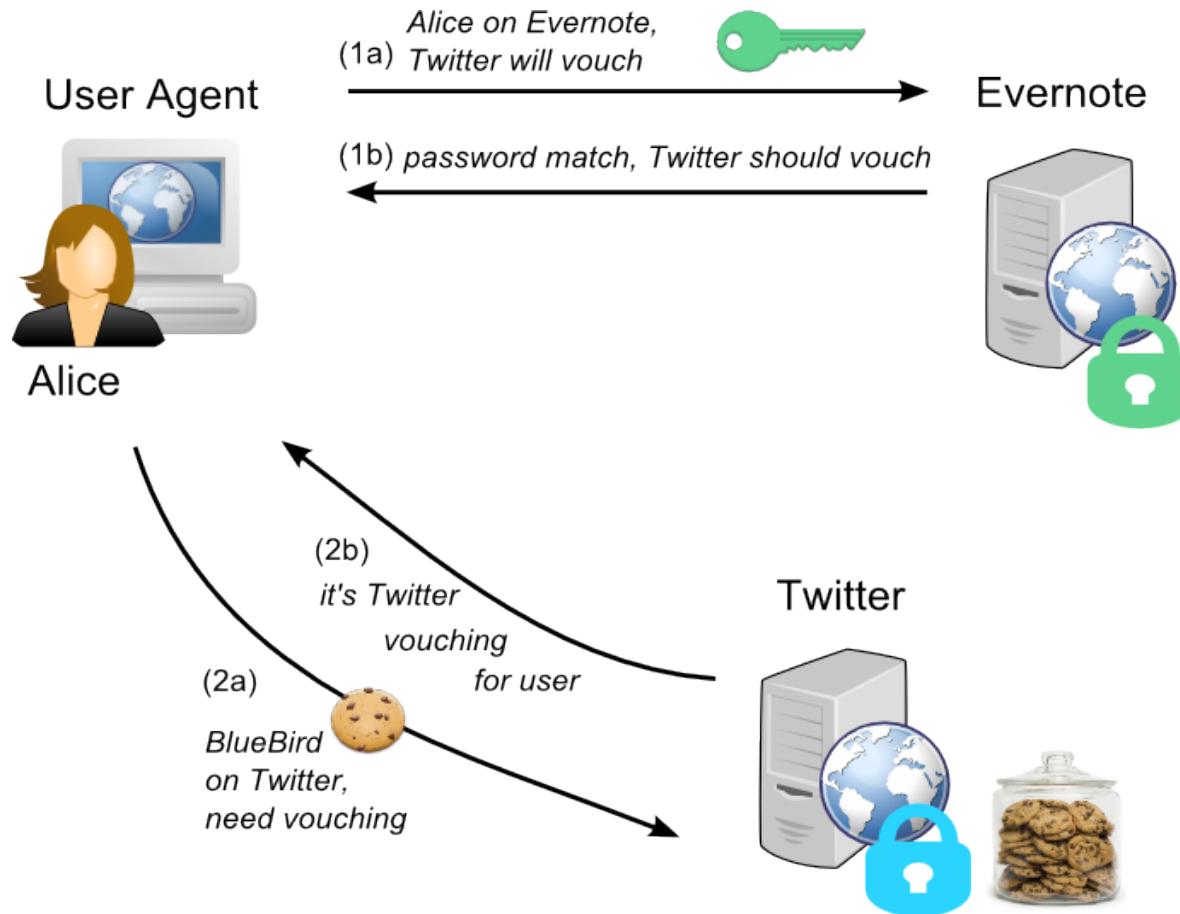 Alice on Evernote,
(1a) Twitter will vouch
User Agent
Evernote
(1b) password match, Twitter should vouch
Alice
(2b)
it's Twitter
vouching
for user
Twitter
(2a)
BlueBird
on Twitter,
need vouching